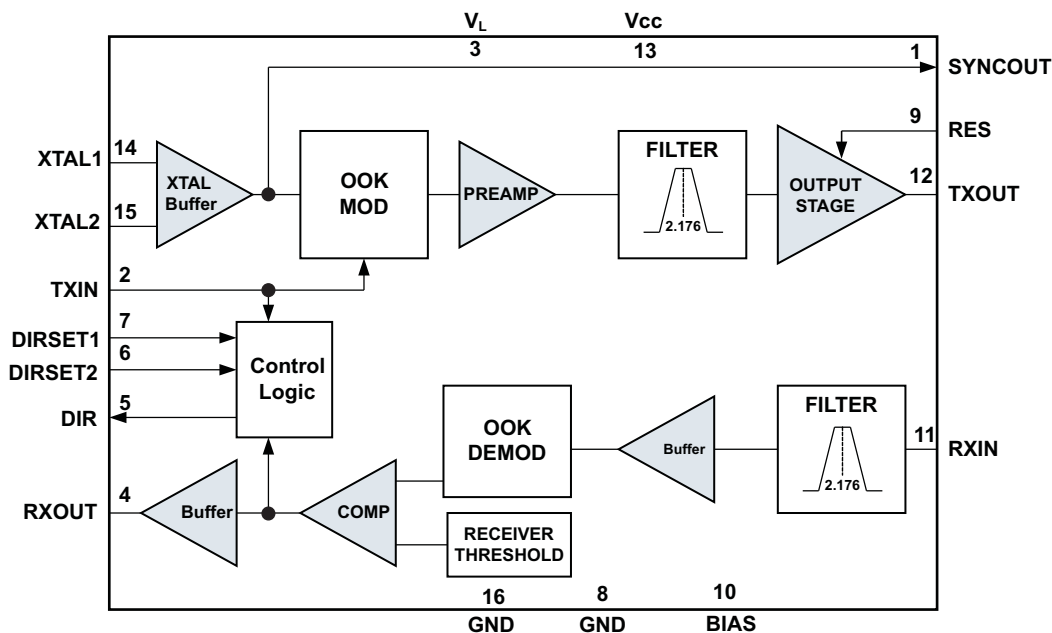 VL Vcc
3 13 1
SYNCOUT
9
RES
XTAL1 14
XTAL2 15
XTAL
Buffer
OOK
MOD
PREAMP
FILTER
2.176
OUTPUT
STAGE
12
TXOUT
TXIN 2
DIRSET1 7
DIRSET2 6
DIR 5
Control
Logic
RXOUT 4
Buffer
COMP
OOK
DEMOD
RECEIVER
THRESHOLD
Buffer
FILTER
2.176
11
RXIN
16 8 10
GND GND BIAS